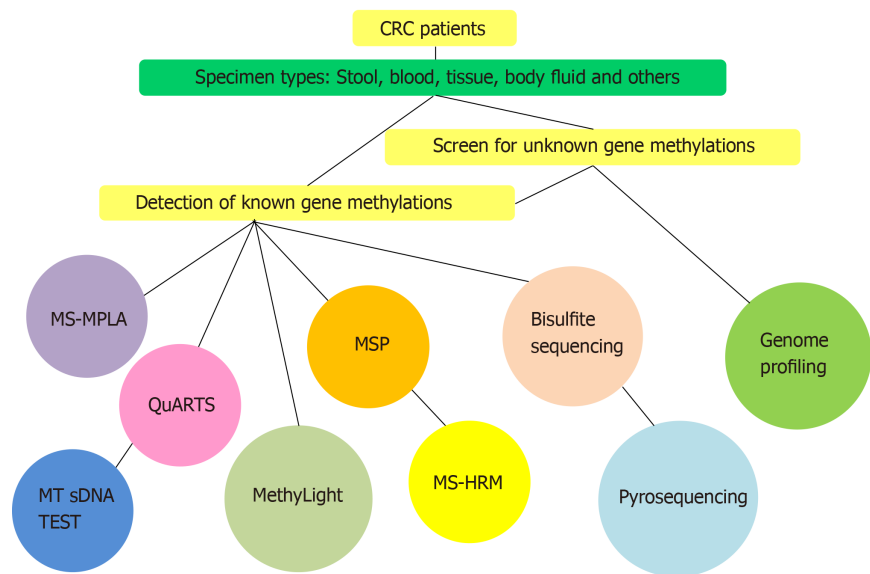 CRC patients
Specimen types: Stool, blood, tissue, body fluid and others
Screen for unknown gene methylations
Detection of known gene methylations
MS-MPLA
QuARTS
MT sDNA
TEST
MethyLight
MSP
MS-HRM
Bisulfite
sequencing
Pyrosequencing
Genome
profiling